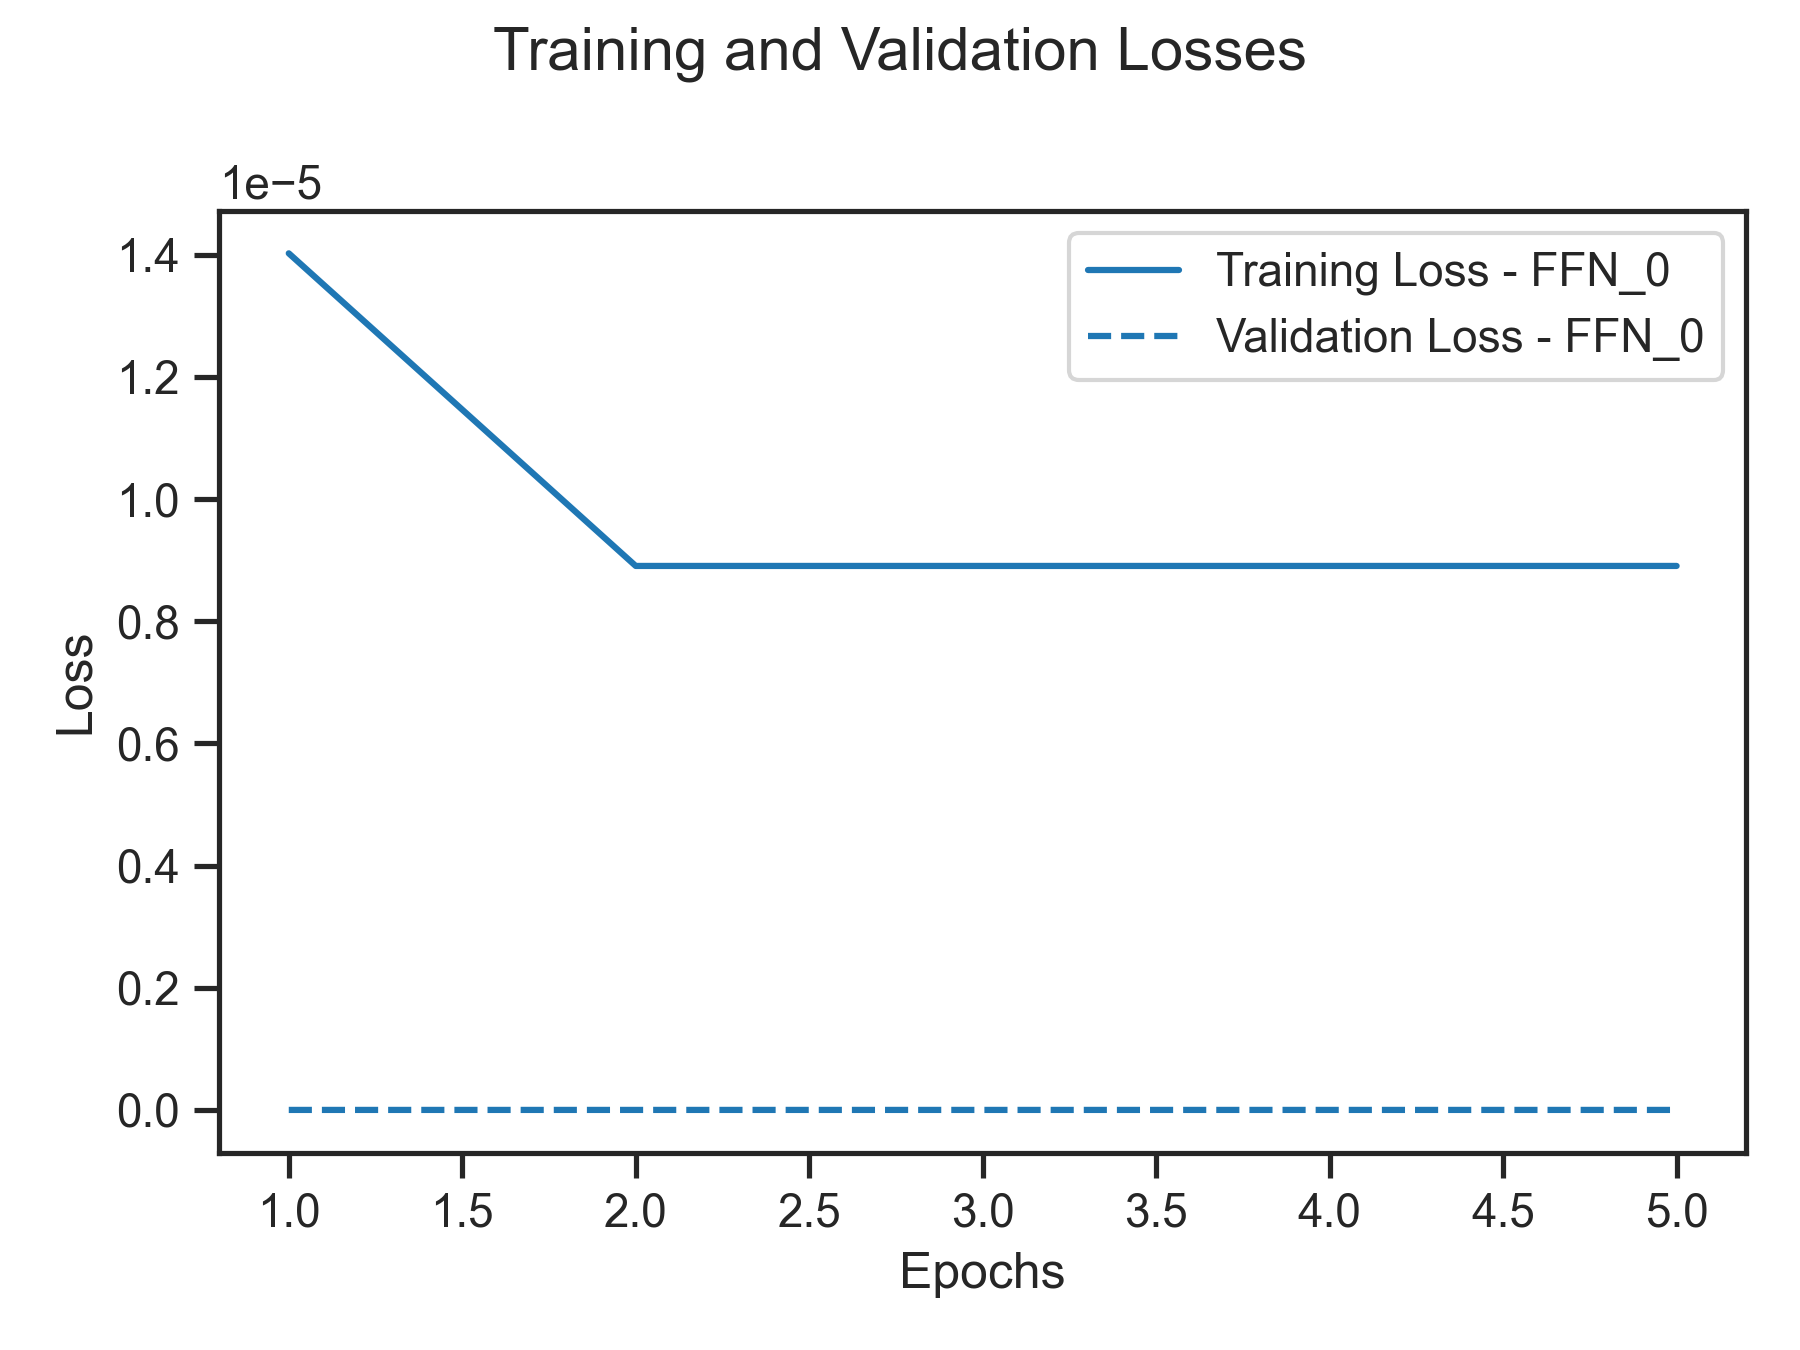 Training and Validation Losses
1e−5
Training Loss - FFN_0
Validation Loss - FFN_0
1.4
1.2
1.0
0.8
0.6
0.4
0.2
0.0
Loss
1.0 1.5 2.0 2.5 3.0 3.5 4.0 4.5 5.0
Epochs